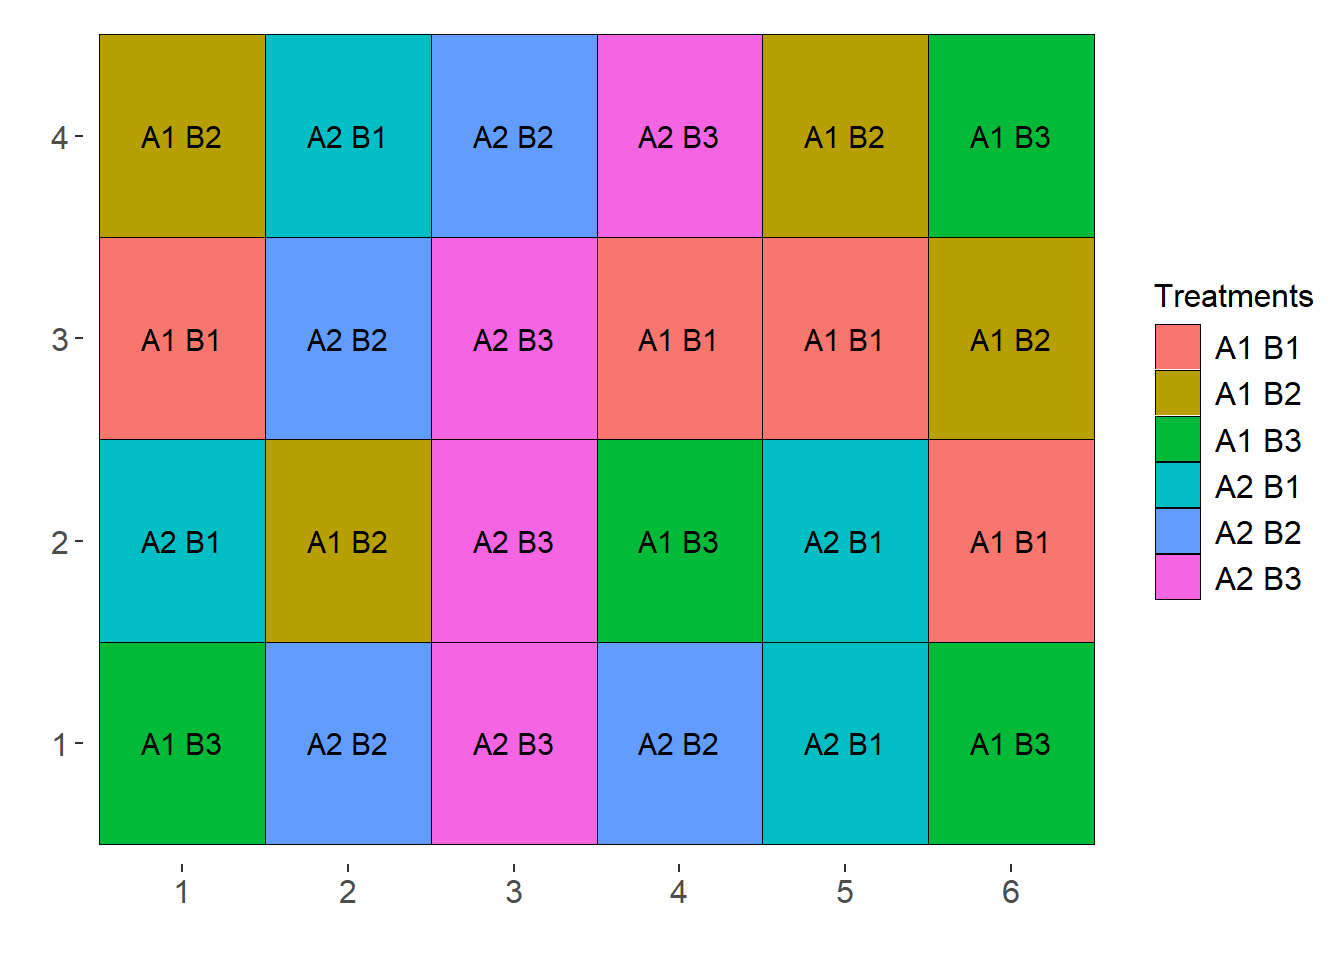 4
A1 B2 A2 B1 A2 B2 A2 B3 A1 B2 A1 B3
3
A1 B1 A2 B2 A2 B3 A1 B1 A1 B1 A1 B2
2
A2 B1 A1 B2 A2 B3 A1 B3 A2 B1 A1 B1
1
A1 B3 A2 B2 A2 B3 A2 B2 A2 B1 A1 B3
1 2 3 4 5 6
Treatments
A1 B1
A1 B2
A1 B3
A2 B1
A2 B2
A2 B3